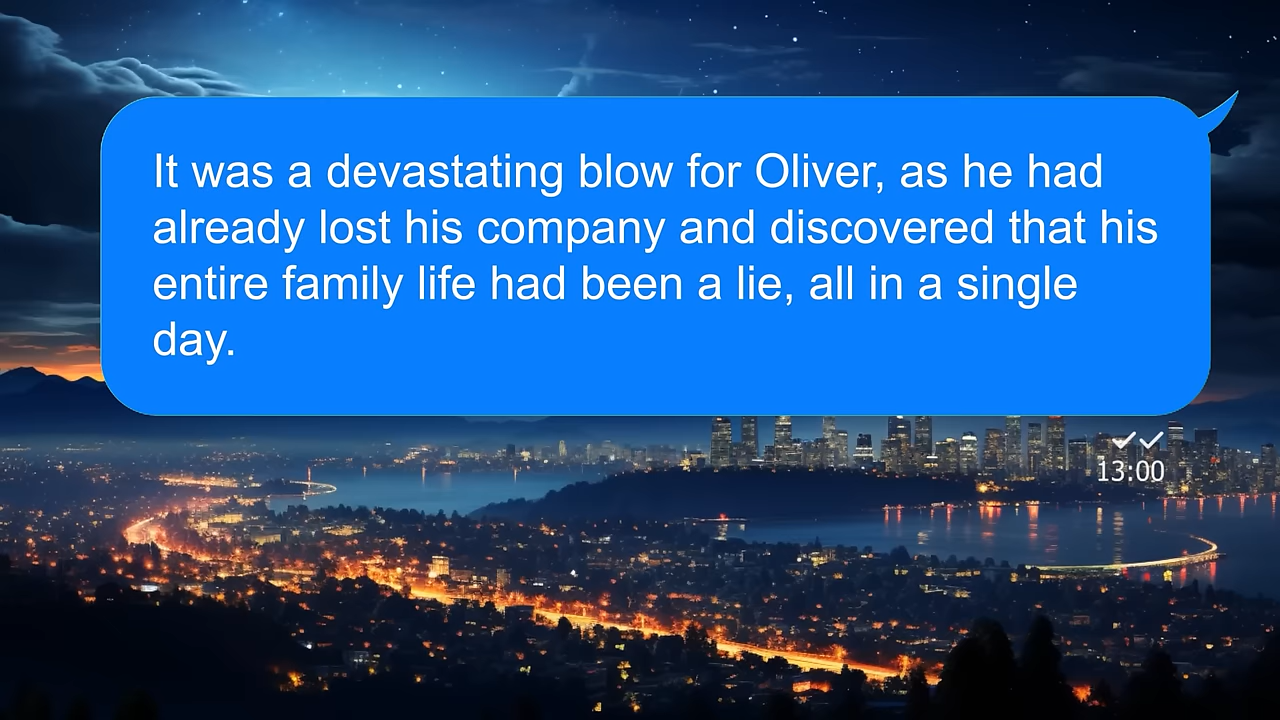 It was a devastating blow for Oliver, as he had
already lost his company and discovered that his
entire family life had been a lie, all in a single
day.
13:00